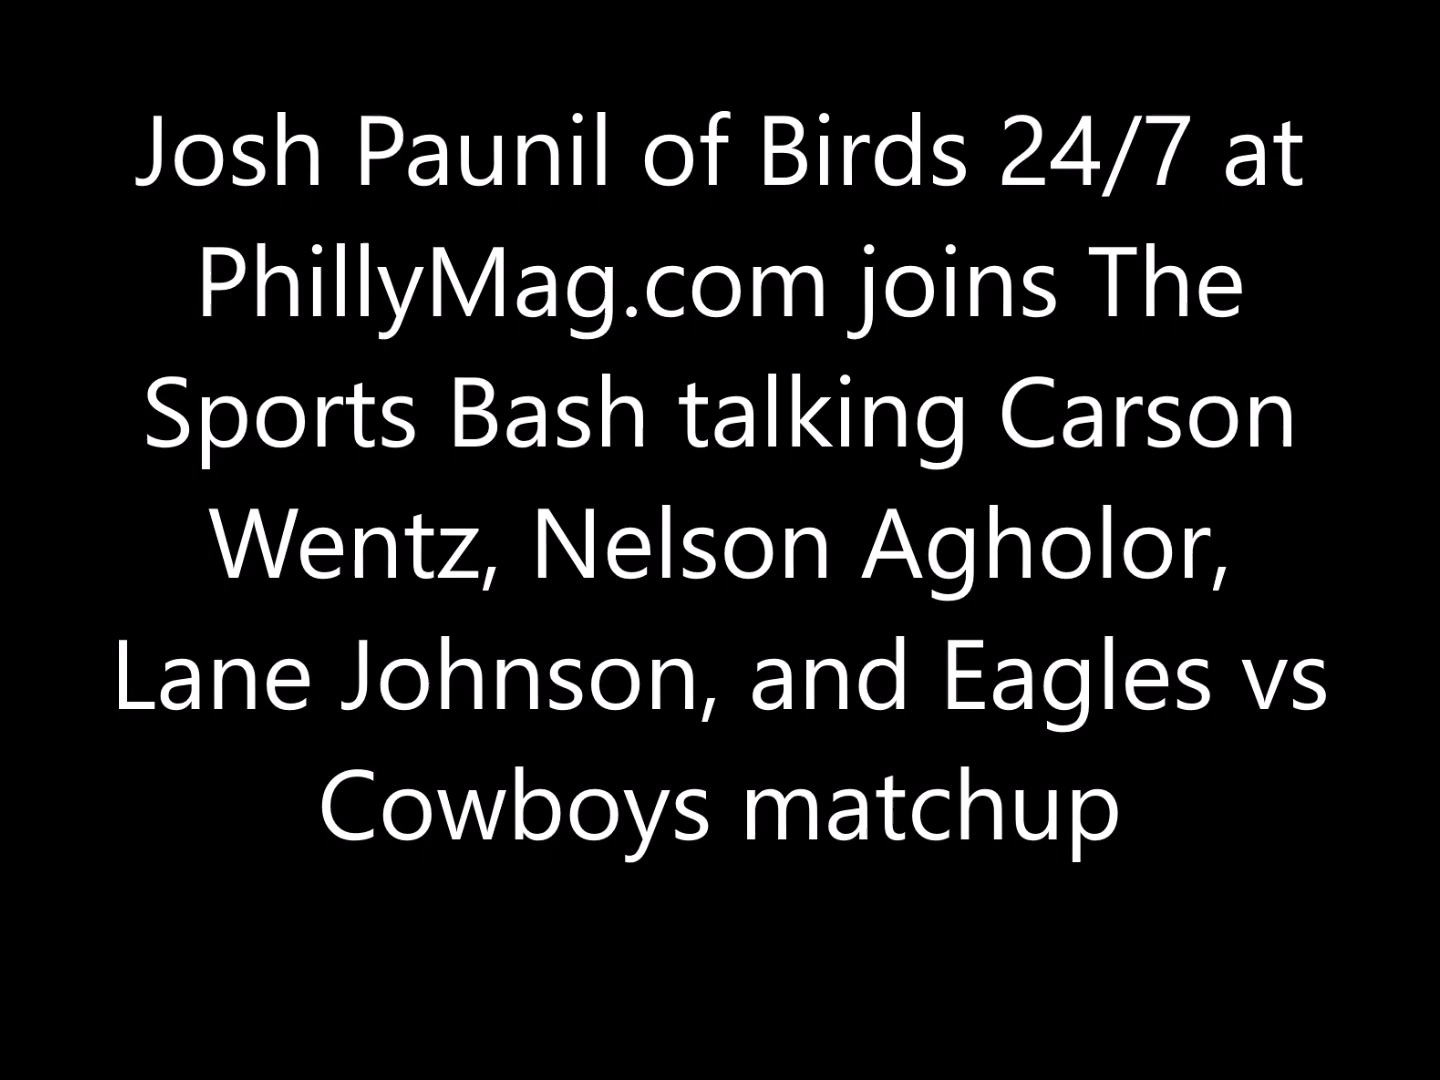 Josh Paunil of Birds 24/7 at
PhillyMag.com joins The
Sports Bash talking Carson
Wentz, Nelson Agholor,
Lane Johnson, and Eagles vs
Cowboys matchup